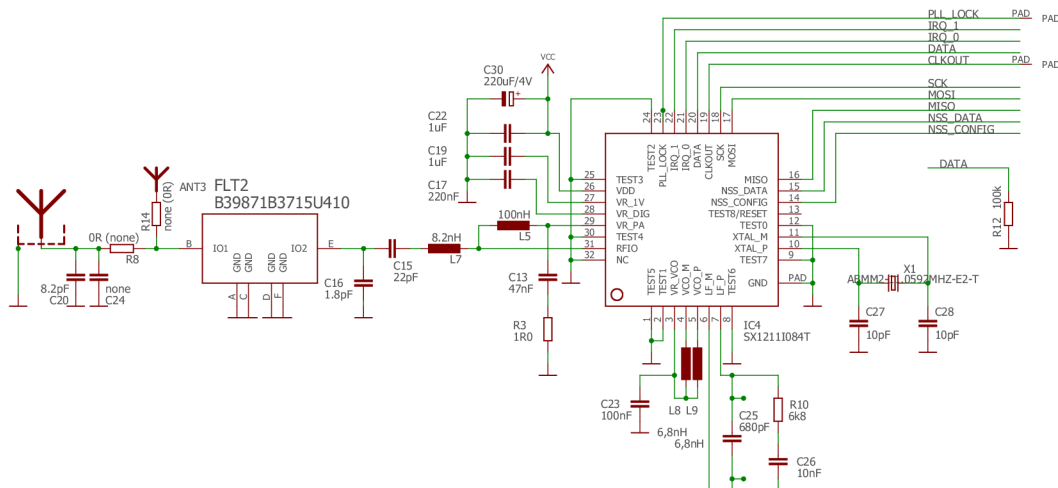 PLL_LOCK PAD PAD
IRQ_1
IRQ_0
DATA
CLKOUT PAD PAD
SCK
MOSI
MISO
NSS_DATA
NSS_CONFIG
DATA
VCC
C30
220uF/4V
+
C22
1uF
C19
1uF
C17
220nF
ANT3
FLT2
B39871B3715U410
R14
none (0R)
0R (none)
R8
B
IO1
IO2
E
GND
GND
GND
GND
A
C
D
F
8.2pF
C20
none
C24
C16
1.8pF
C15
22pF
8.2nH
L7
100nH
L5
C13
47nF
R3
1R0
24
23
22
21
20
19
18
17
TEST2
PLL_LOCK
IRQ_1
IRQ_0
DATA
CLKOUT
SCK
MOSI
25 TEST3
26 VDD
27 VR_1V
28 VR_DIG
29 VR_PA
30 TEST4
31 RFIO
32 NC
MISO 16
NSS_DATA 15
NSS_CONFIG 14
TEST8/RESET 13
TEST0 12
XTAL_M 11
XTAL_P 10
TEST7 9
GND PAD
TEST5
TEST1
VR_VCO
VCO_M
VCO_P
LF_M
LF_P
TEST6
1
2
3
4
5
6
7
8
IC4
SX1211I084T
R12 100k
X1
C27
10pF
C28
10pF
C23
100nF
L8 L9
6,8nH
6,8nH
C25
680pF
R10
6k8
C26
10nF